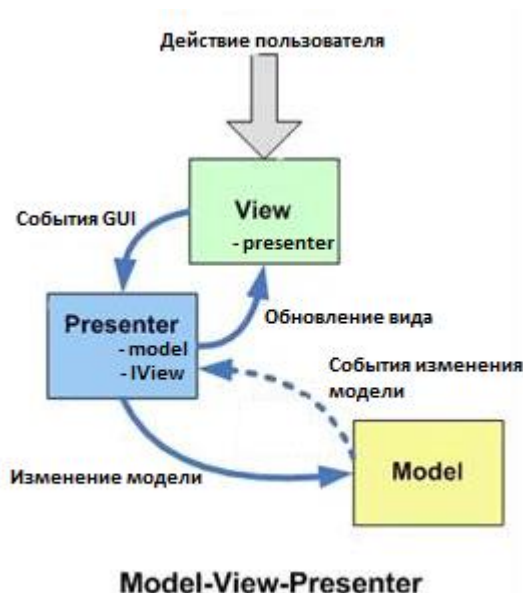 Действие пользователя
View
- presenter
События GUI
Presenter
- model
- IView
Обновление вида
События изменения
модели
Изменение модели
Model
Model-View-Presenter